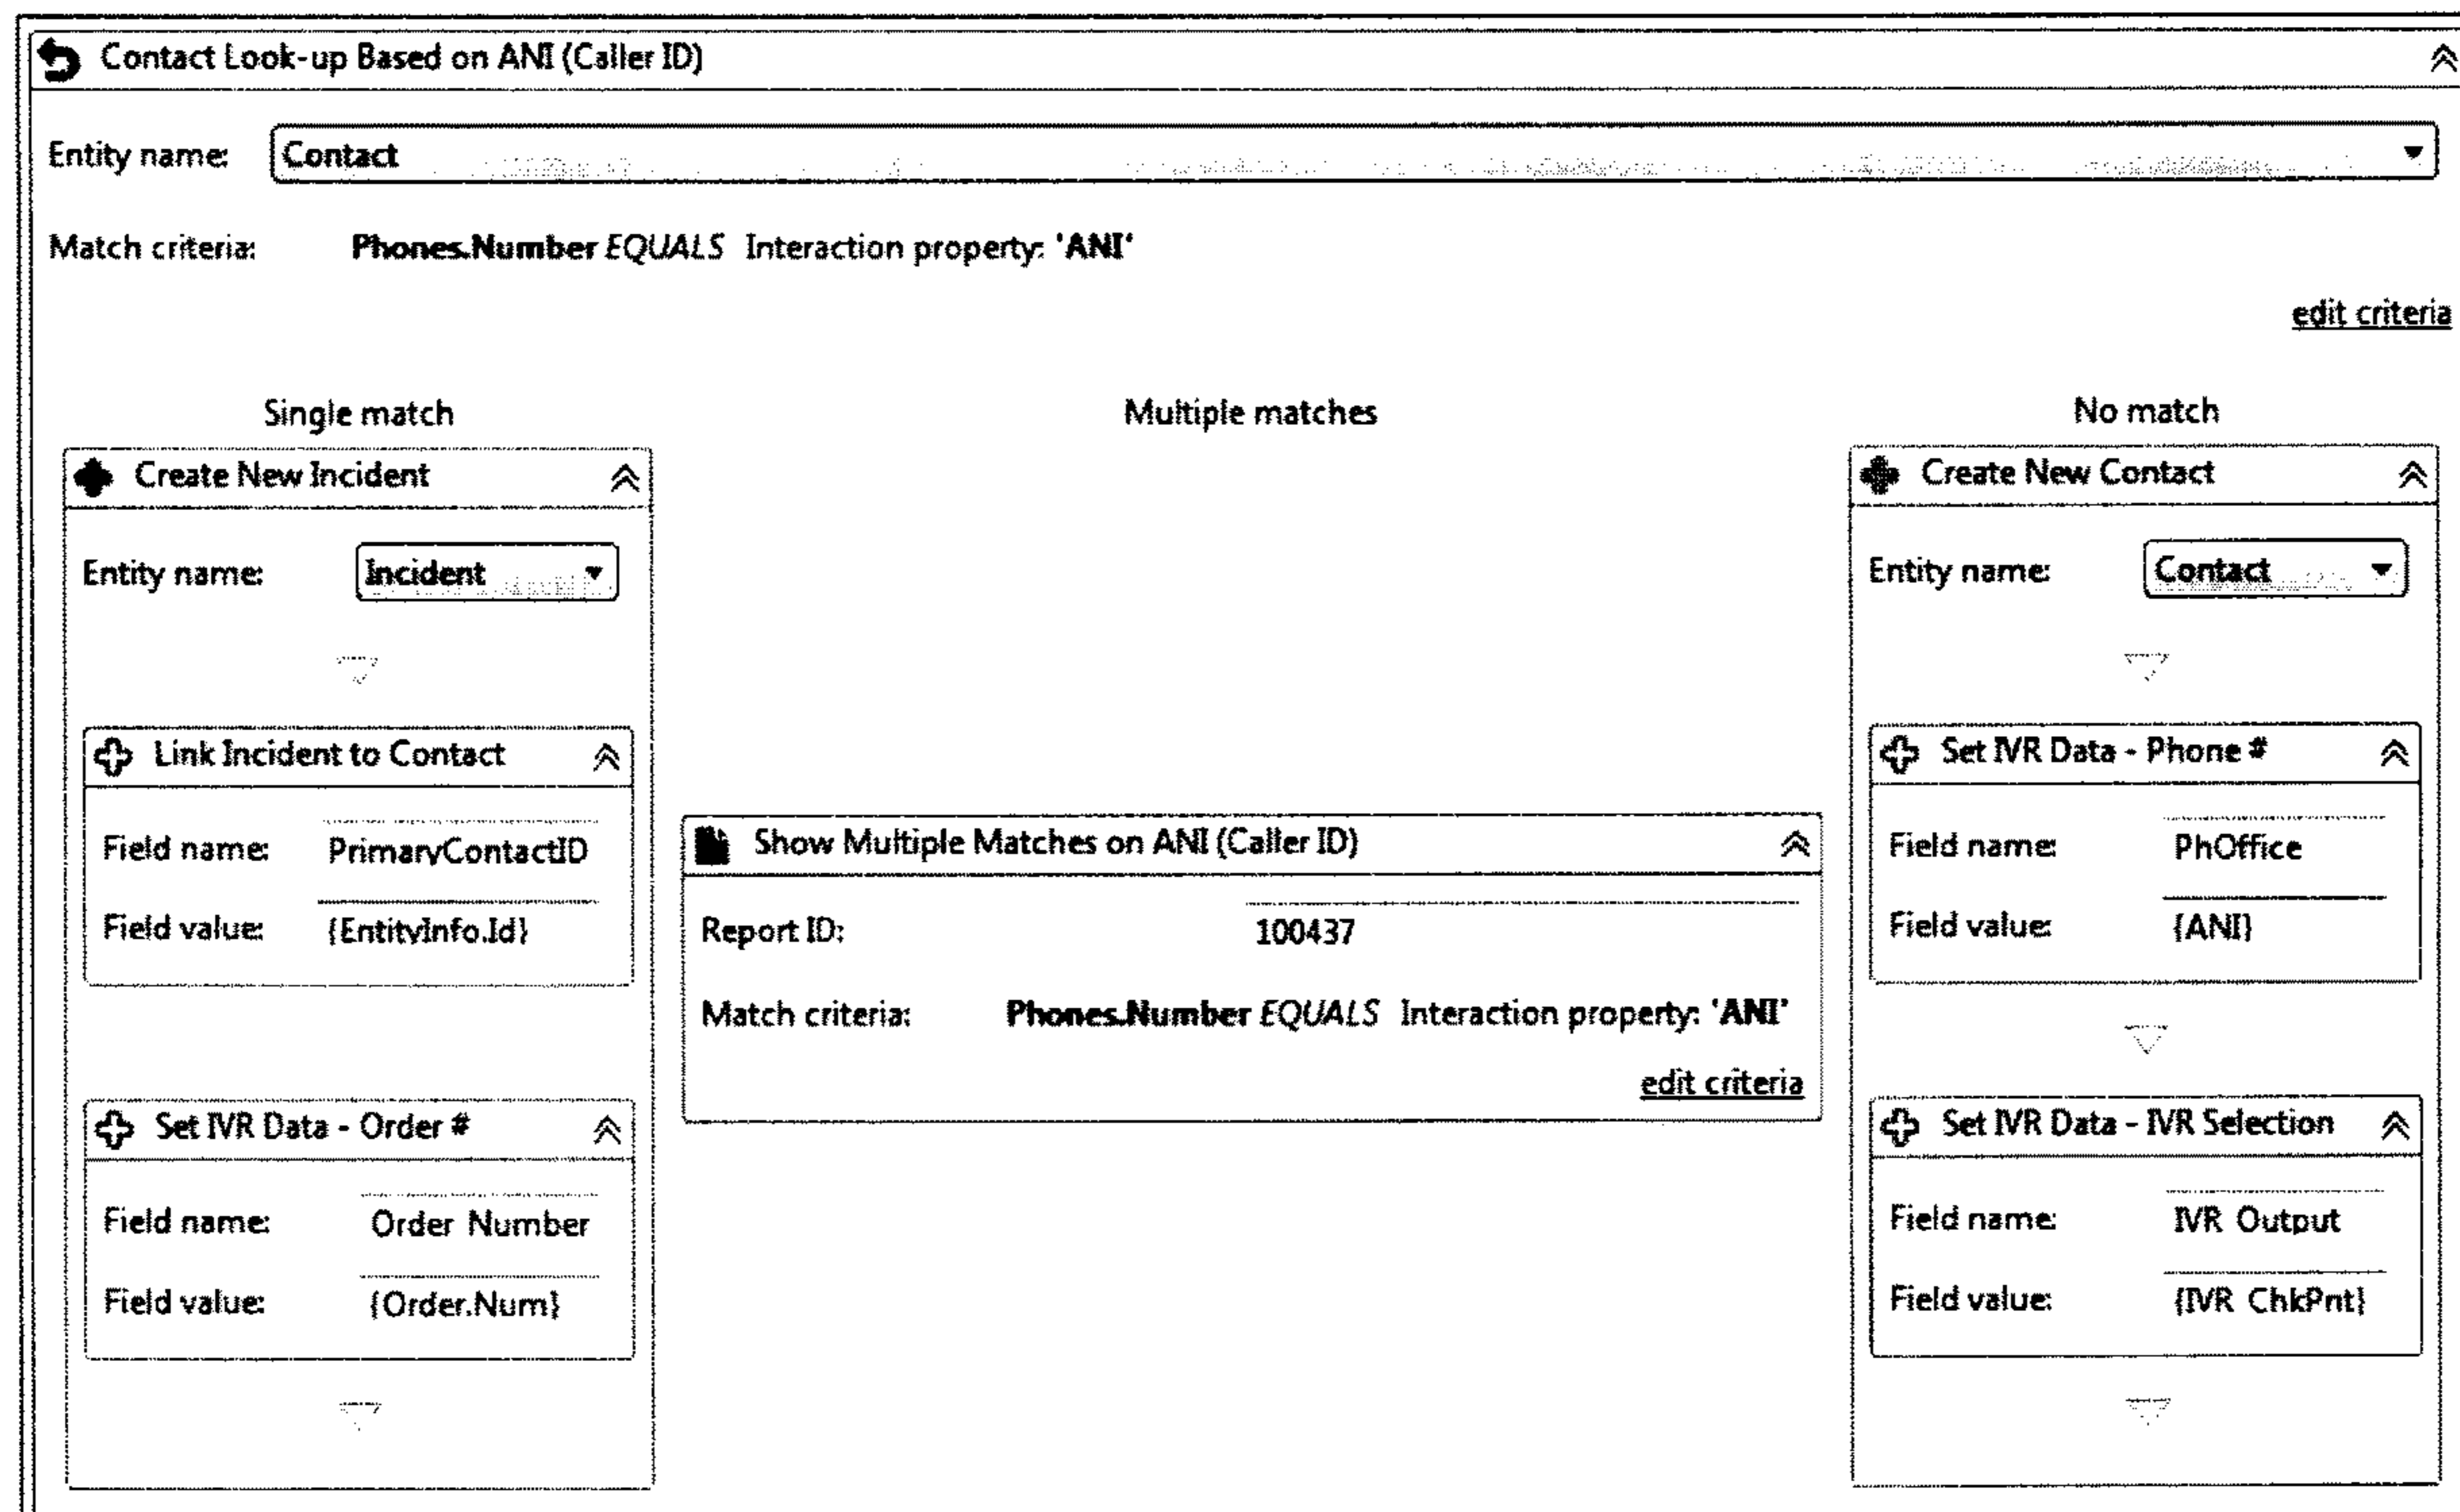 Contact Look-up Based on ANI (Caller ID)
Entity name: Contact
Match criteria: Phones.Number EQUALS Interaction property: 'ANI'
edit criteria
Single match
Create New Incident
Entity name: Incident
Link Incident to Contact
Field name: PrimaryContactID
Field value: {EntityInfo.Id}
Set IVR Data - Order #
Field name: Order Number
Field value: {Order.Num}
Multiple matches
Show Multiple Matches on ANI (Caller ID)
Report ID: 100437
Match criteria: Phones.Number EQUALS Interaction property: 'ANI'
edit criteria
No match
Create New Contact
Entity name: Contact
Set IVR Data - Phone #
Field name: PhOffice
Field value: {ANI}
Set IVR Data - IVR Selection
Field name: IVR Output
Field value: {IVR ChkPnt}